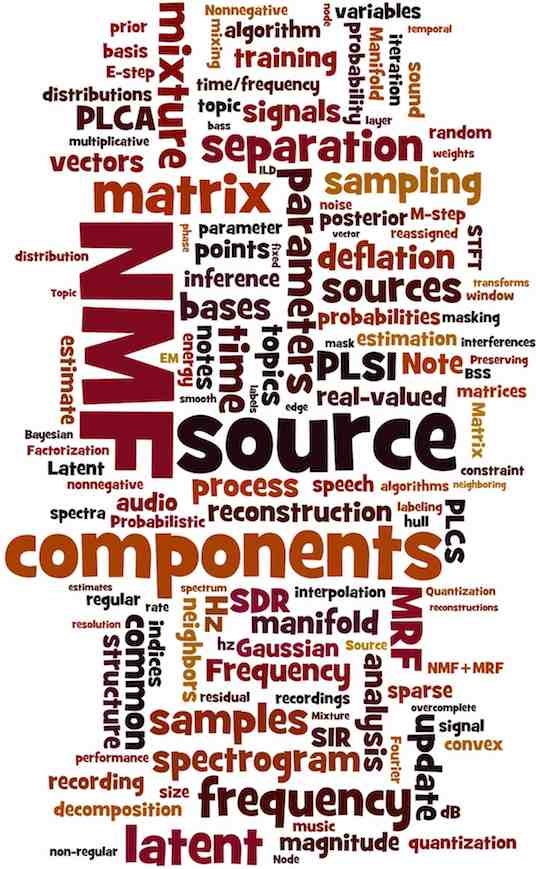 prior
mixture
Nonnegative
mixing
algorithm
node
variables
temporal
basis
E-step
training
probability
Manifold
iteration
sound
distributions
time/frequency
PLCA
topic
signals
layer
bass
multiplicative
separation
random
weights
vectors
ILD
matrix
parameters
sampling
noise
posterior
M-step
NMF
phase
parameter
vector
reassigned
STFT
distribution
points
fixed
deflation
inference
sources
transforms
window
Topic
bases
probabilities
masking
estimate
EM
energy
notes
time
topics
mask
estimation
interferences
PLSI
Note
Preserving
BSS
smooth
labels
edge
real-valued
matrices
Matrix
Bayesian
source
Factorization
Latent
constraint
nonnegative
process
speech
algorithms
neighboring
audio
spectra
Probabilistic
reconstruction
labeling
hull
PLCS
components
estimates
regular
rate
spectrum
neighbors
Hz
SDR
interpolation
MRF
Quantization
reconstructions
resolution
structure
common
indices
manifold
hz
Gaussian
Source
analysis
Frequency
NMF+MRF
residual
recordings
sparse
overcomplete
samples
Mixture
SIR
update
signal
convex
performance
spectrogram
Fourier
recording
size
frequency
dB
decomposition
music
non-regular
latent
Node
magnitude
quantization